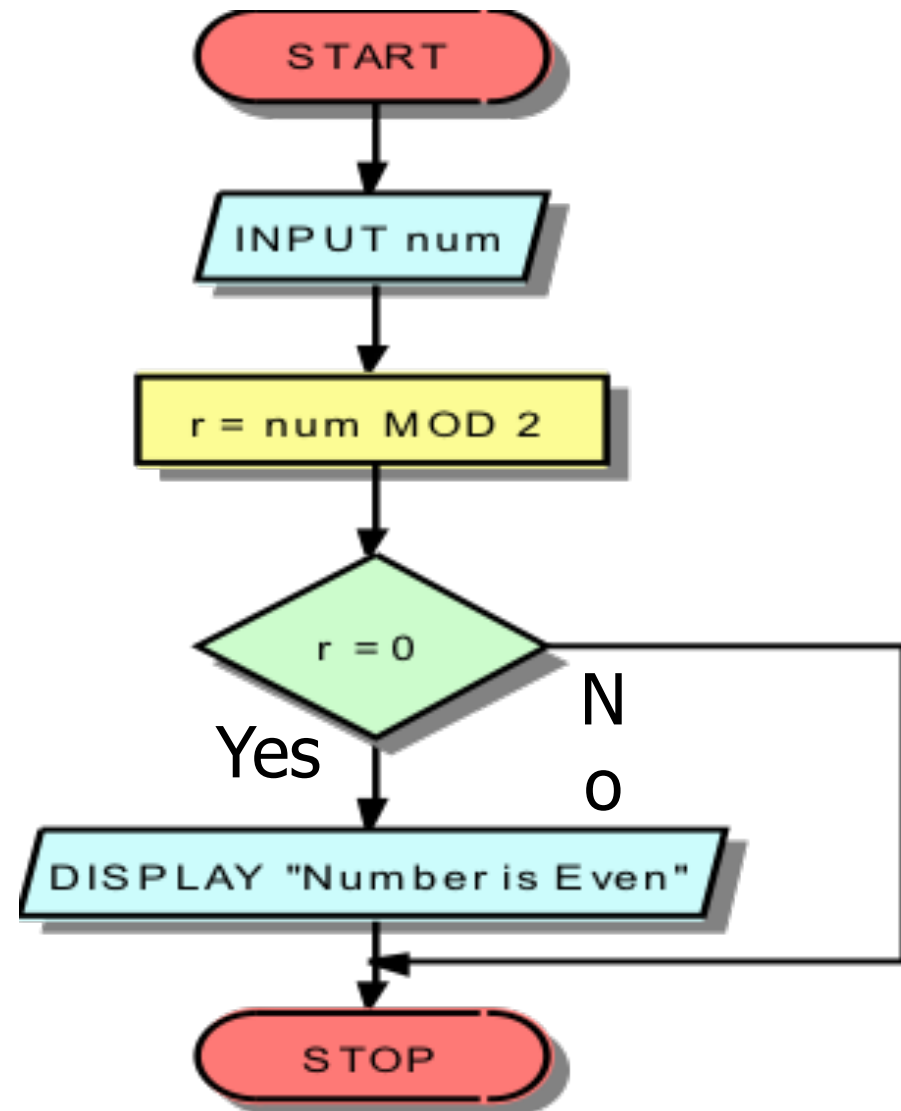 START
INPUT num
r = num MOD 2
r = 0
Yes
N
o
DISPLAY "Number is Even"
STOP